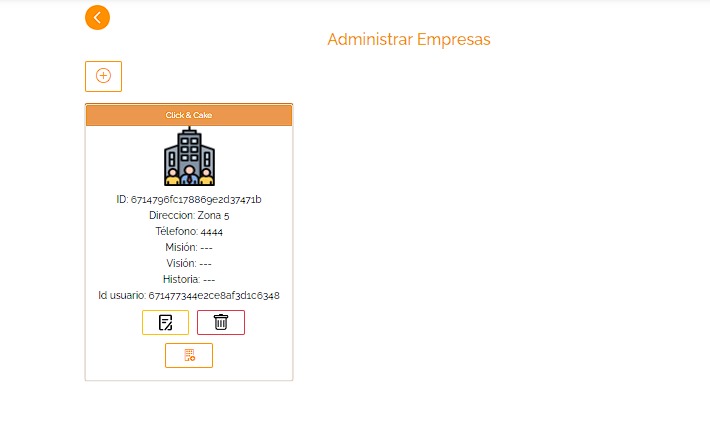 Administrar Empresas
Click & Cake
ID: 6714796fc178869e2d37471b
Direccion: Zona 5
Télefono: 4444
Misión: ---
Visión: ---
Historia: ---
Id usuario: 671477344e2ce8af3d1c6348